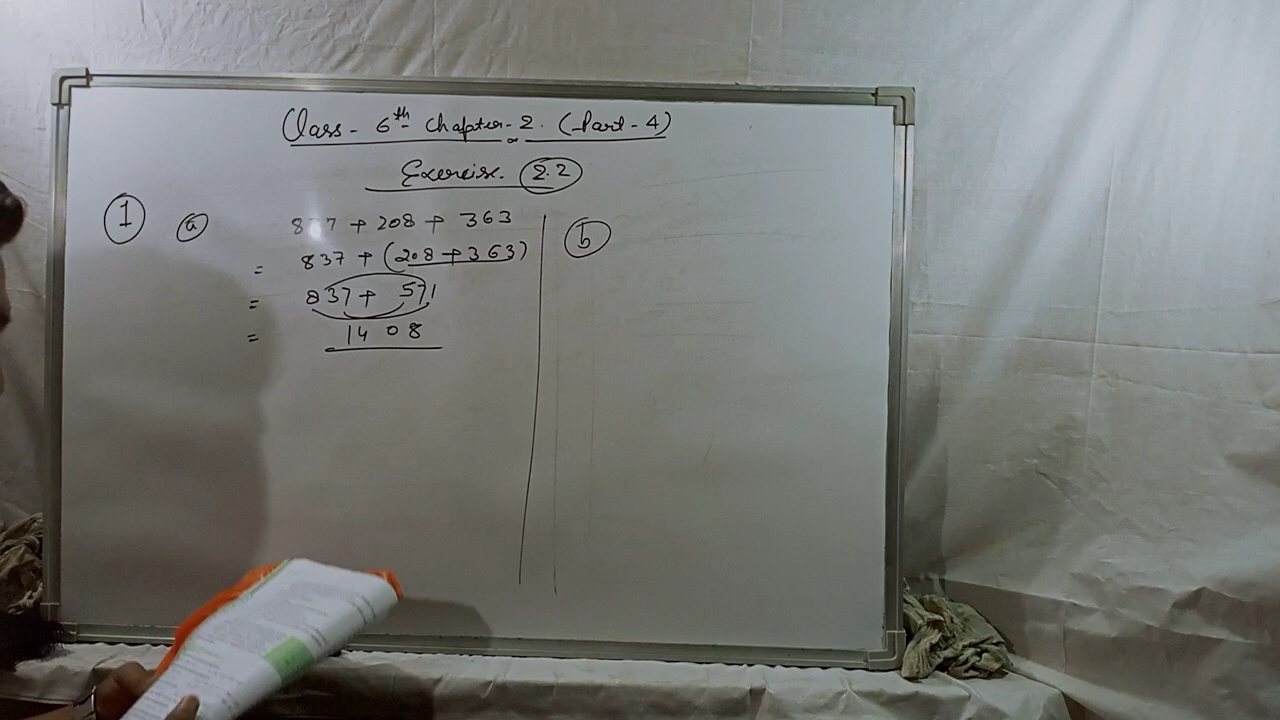 Class - 6th Chapter - 2. (Part - 4)
Exercise. 2.2
1 a 837 + 208 + 363
= 837 + (208 + 363)
= 837 + 571
= 1408
b